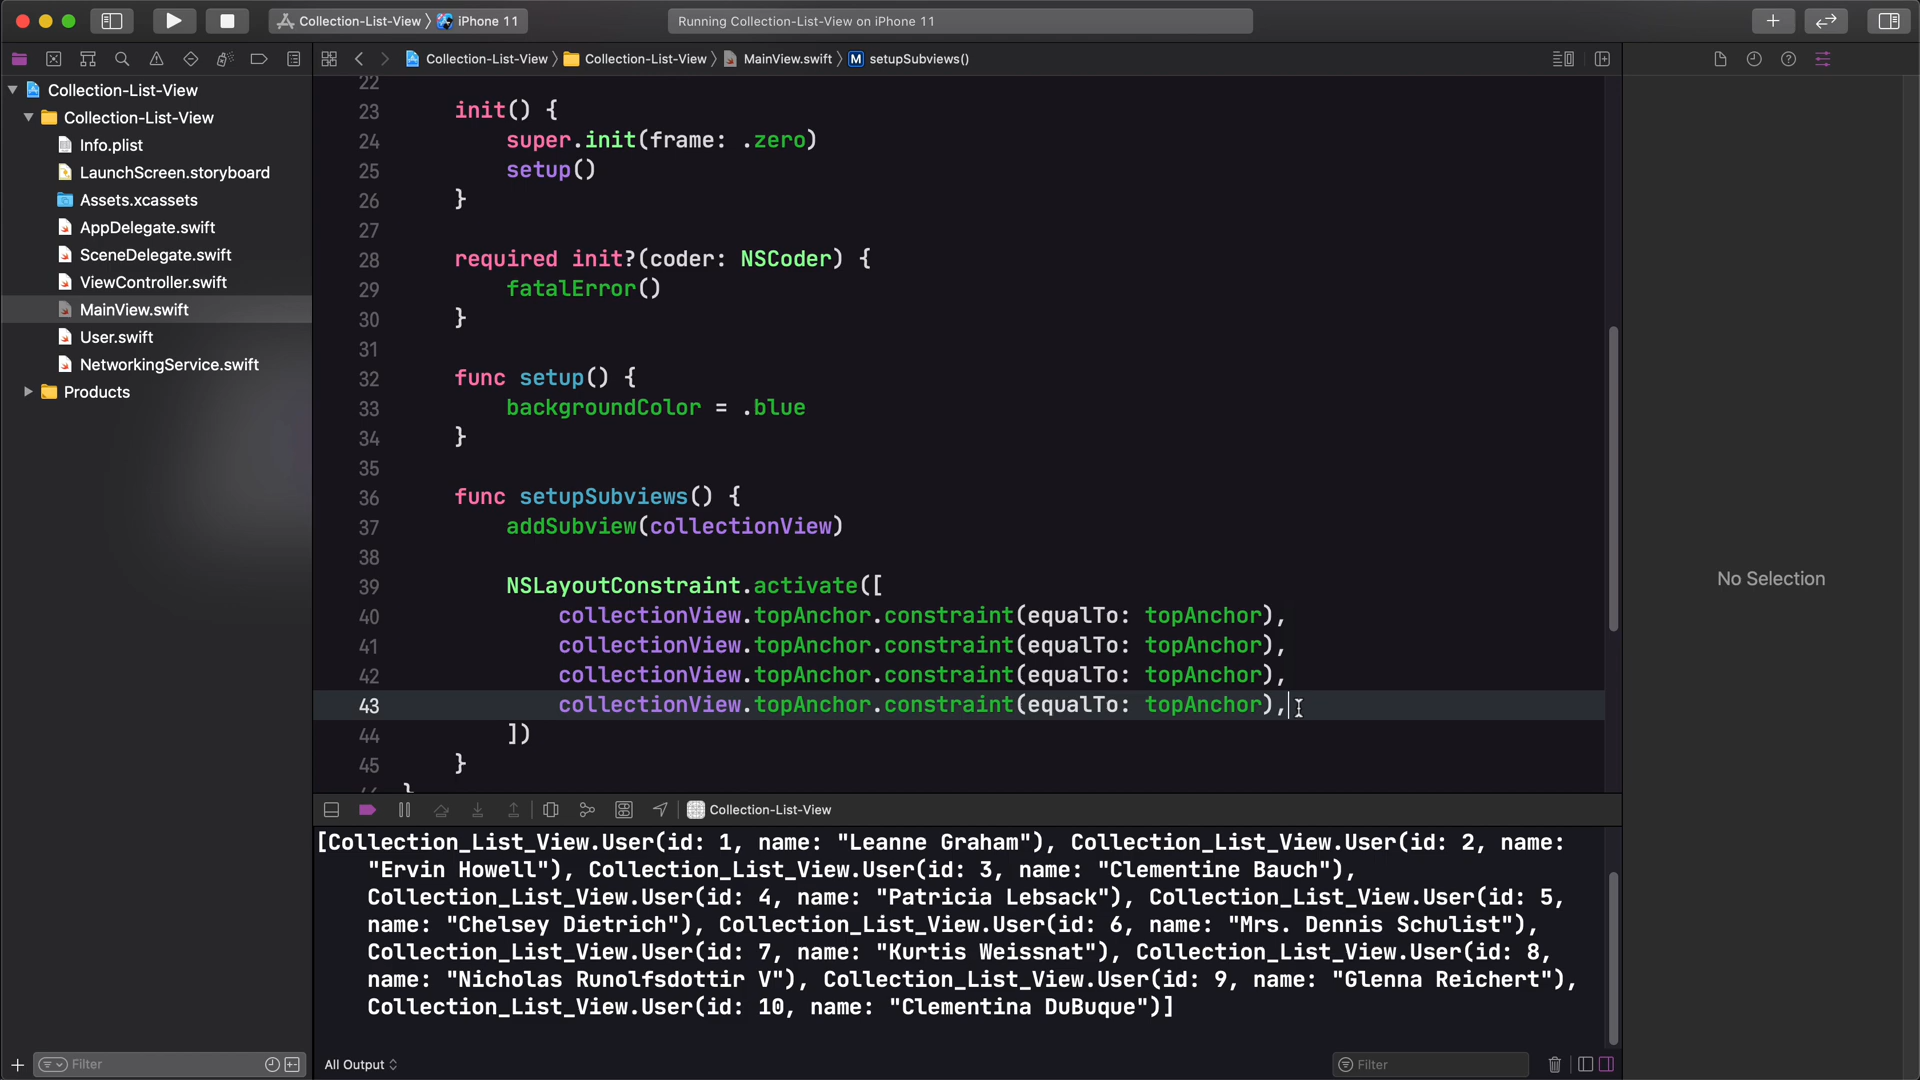 Collection-List-View 〉 iPhone 11
Running Collection-List-View on iPhone 11
Collection-List-View 〉 Collection-List-View 〉 MainView.swift 〉 M setupSubviews()
Collection-List-View
Collection-List-View
Info.plist
LaunchScreen.storyboard
Assets.xcassets
AppDelegate.swift
SceneDelegate.swift
ViewController.swift
MainView.swift
User.swift
NetworkingService.swift
Products
22
23 init() {
24 super.init(frame: .zero)
25 setup()
26 }
27
28 required init?(coder: NSCoder) {
29 fatalError()
30 }
31
32 func setup() {
33 backgroundColor = .blue
34 }
35
36 func setupSubviews() {
37 addSubview(collectionView)
38
39 NSLayoutConstraint.activate([
40 collectionView.topAnchor.constraint(equalTo: topAnchor),
41 collectionView.topAnchor.constraint(equalTo: topAnchor),
42 collectionView.topAnchor.constraint(equalTo: topAnchor),
43 collectionView.topAnchor.constraint(equalTo: topAnchor),
44 ])
45 }
No Selection
Collection-List-View
[Collection_List_View.User(id: 1, name: "Leanne Graham"), Collection_List_View.User(id: 2, name:
"Ervin Howell"), Collection_List_View.User(id: 3, name: "Clementine Bauch"),
Collection_List_View.User(id: 4, name: "Patricia Lebsack"), Collection_List_View.User(id: 5,
name: "Chelsey Dietrich"), Collection_List_View.User(id: 6, name: "Mrs. Dennis Schulist"),
Collection_List_View.User(id: 7, name: "Kurtis Weissnat"), Collection_List_View.User(id: 8,
name: "Nicholas Runolfsdottir V"), Collection_List_View.User(id: 9, name: "Glenna Reichert"),
Collection_List_View.User(id: 10, name: "Clementina DuBuque")]
Filter
All Output
Filter